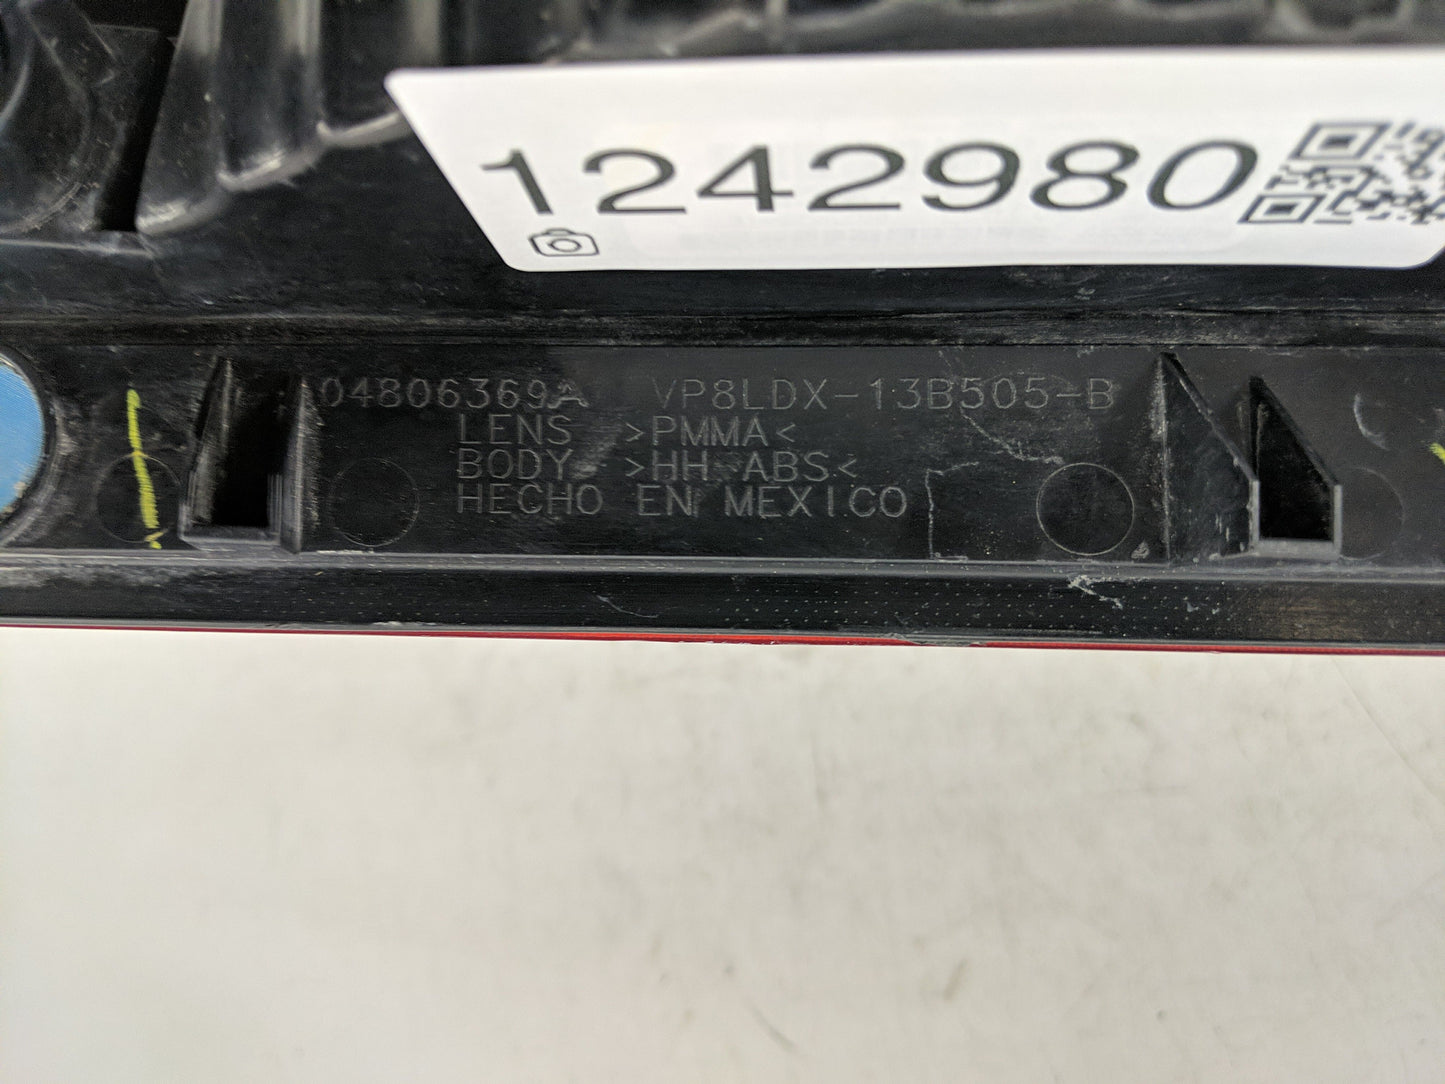 1242980
04806369A VP8LDX-13B505-B
LENS >PMMA<
BODY >HH ABS<
HECHO EN MEXICO